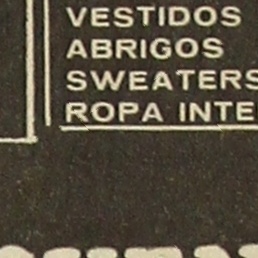 VESTIDOS
ABRIGOS
SWEATERS
ROPA INTE